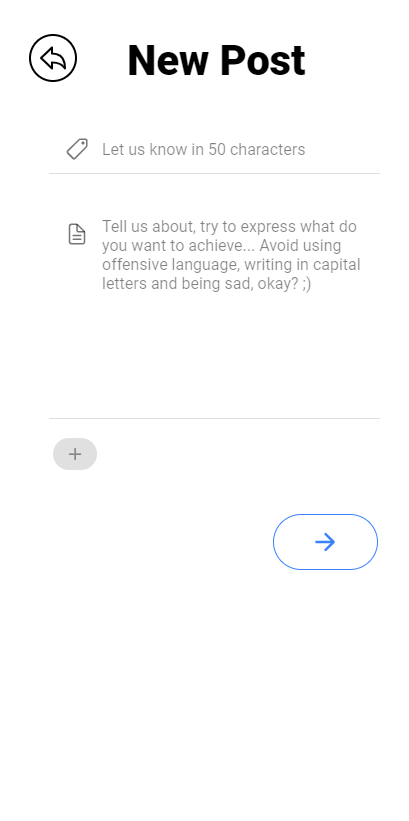 New Post
Let us know in 50 characters
Tell us about, try to express what do
you want to achieve... Avoid using
offensive language, writing in capital
letters and being sad, okay? ;)